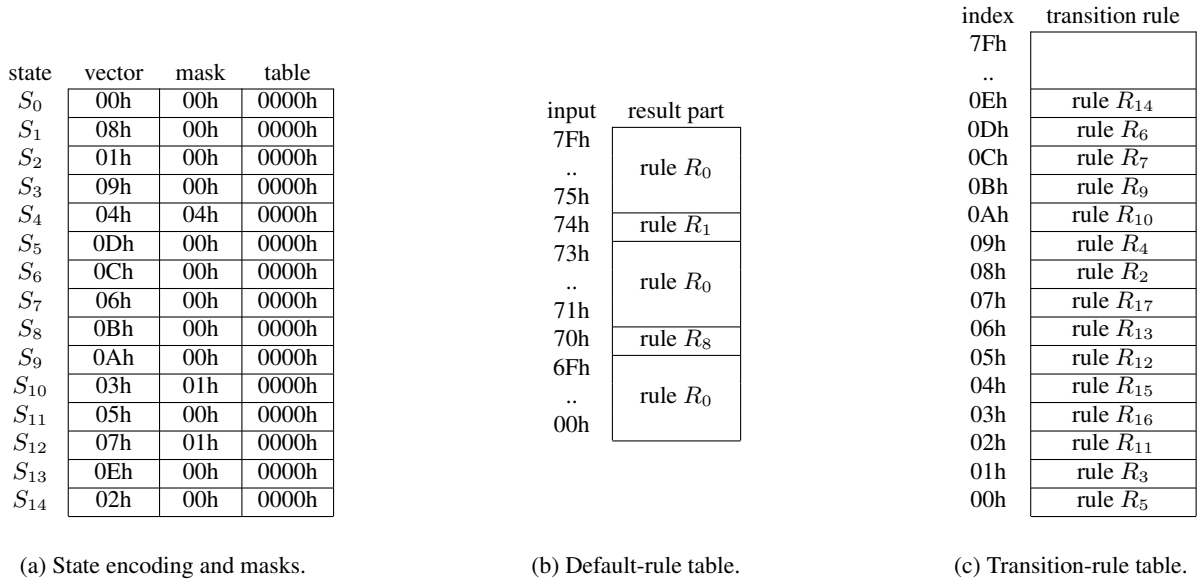 state vector mask table
S0 00h 00h 0000h
S1 08h 00h 0000h
S2 01h 00h 0000h
S3 09h 00h 0000h
S4 04h 04h 0000h
S5 0Dh 00h 0000h
S6 0Ch 00h 0000h
S7 06h 00h 0000h
S8 0Bh 00h 0000h
S9 0Ah 00h 0000h
S10 03h 01h 0000h
S11 05h 00h 0000h
S12 07h 01h 0000h
S13 0Eh 00h 0000h
S14 02h 00h 0000h
(a) State encoding and masks.
input result part
7Fh
.. rule R0
75h
74h rule R1
73h
.. rule R0
71h
70h rule R8
6Fh
.. rule R0
00h
(b) Default-rule table.
index transition rule
7Fh
..
0Eh rule R14
0Dh rule R6
0Ch rule R7
0Bh rule R9
0Ah rule R10
09h rule R4
08h rule R2
07h rule R17
06h rule R13
05h rule R12
04h rule R15
03h rule R16
02h rule R11
01h rule R3
00h rule R5
(c) Transition-rule table.